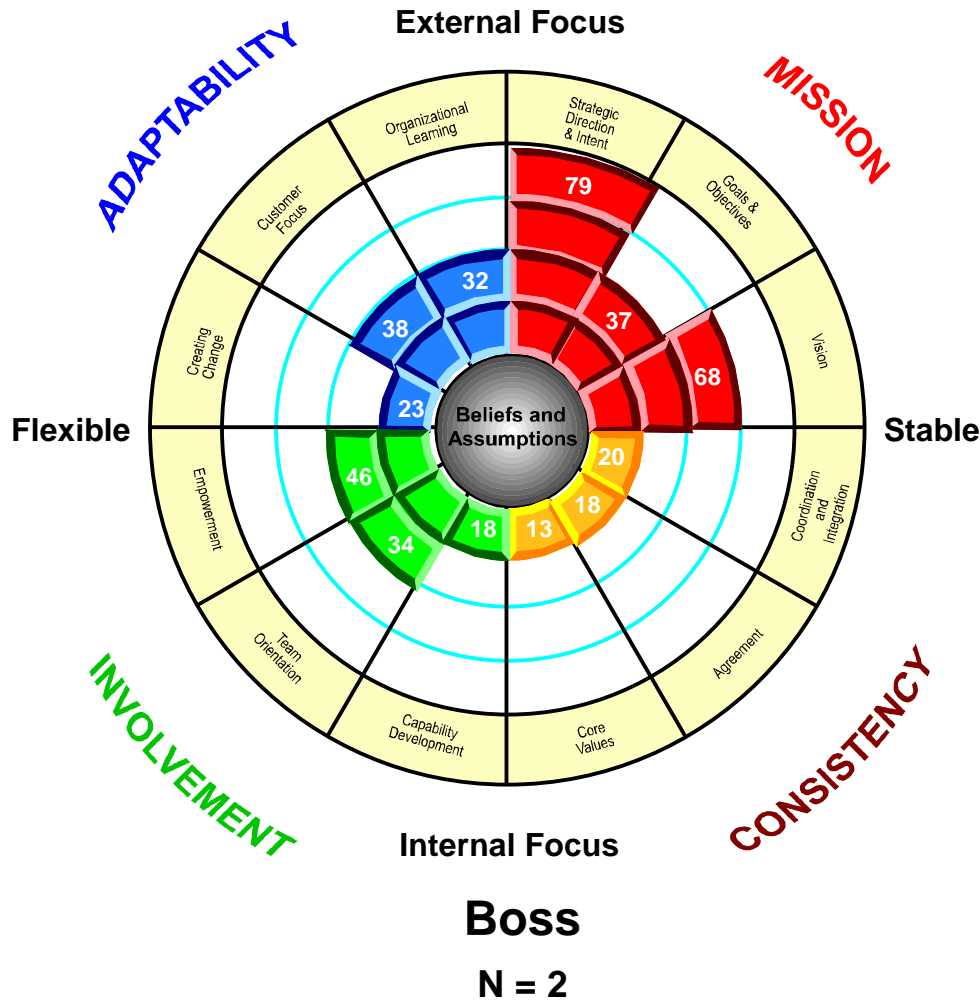 External Focus
ADAPTABILITY
MISSION
Organizational
Learning
Strategic
Direction
& Intent
Customer
Focus
Goals &
Objectives
Creating
Change
Vision
79
32
38
37
68
23
Flexible
Beliefs and
Assumptions
Stable
46
20
34
18
13
18
Empowerment
Coordination
and
Integration
Team
Orientation
Agreement
Capability
Development
Core
Values
INVOLVEMENT
CONSISTENCY
Internal Focus
Boss
N = 2